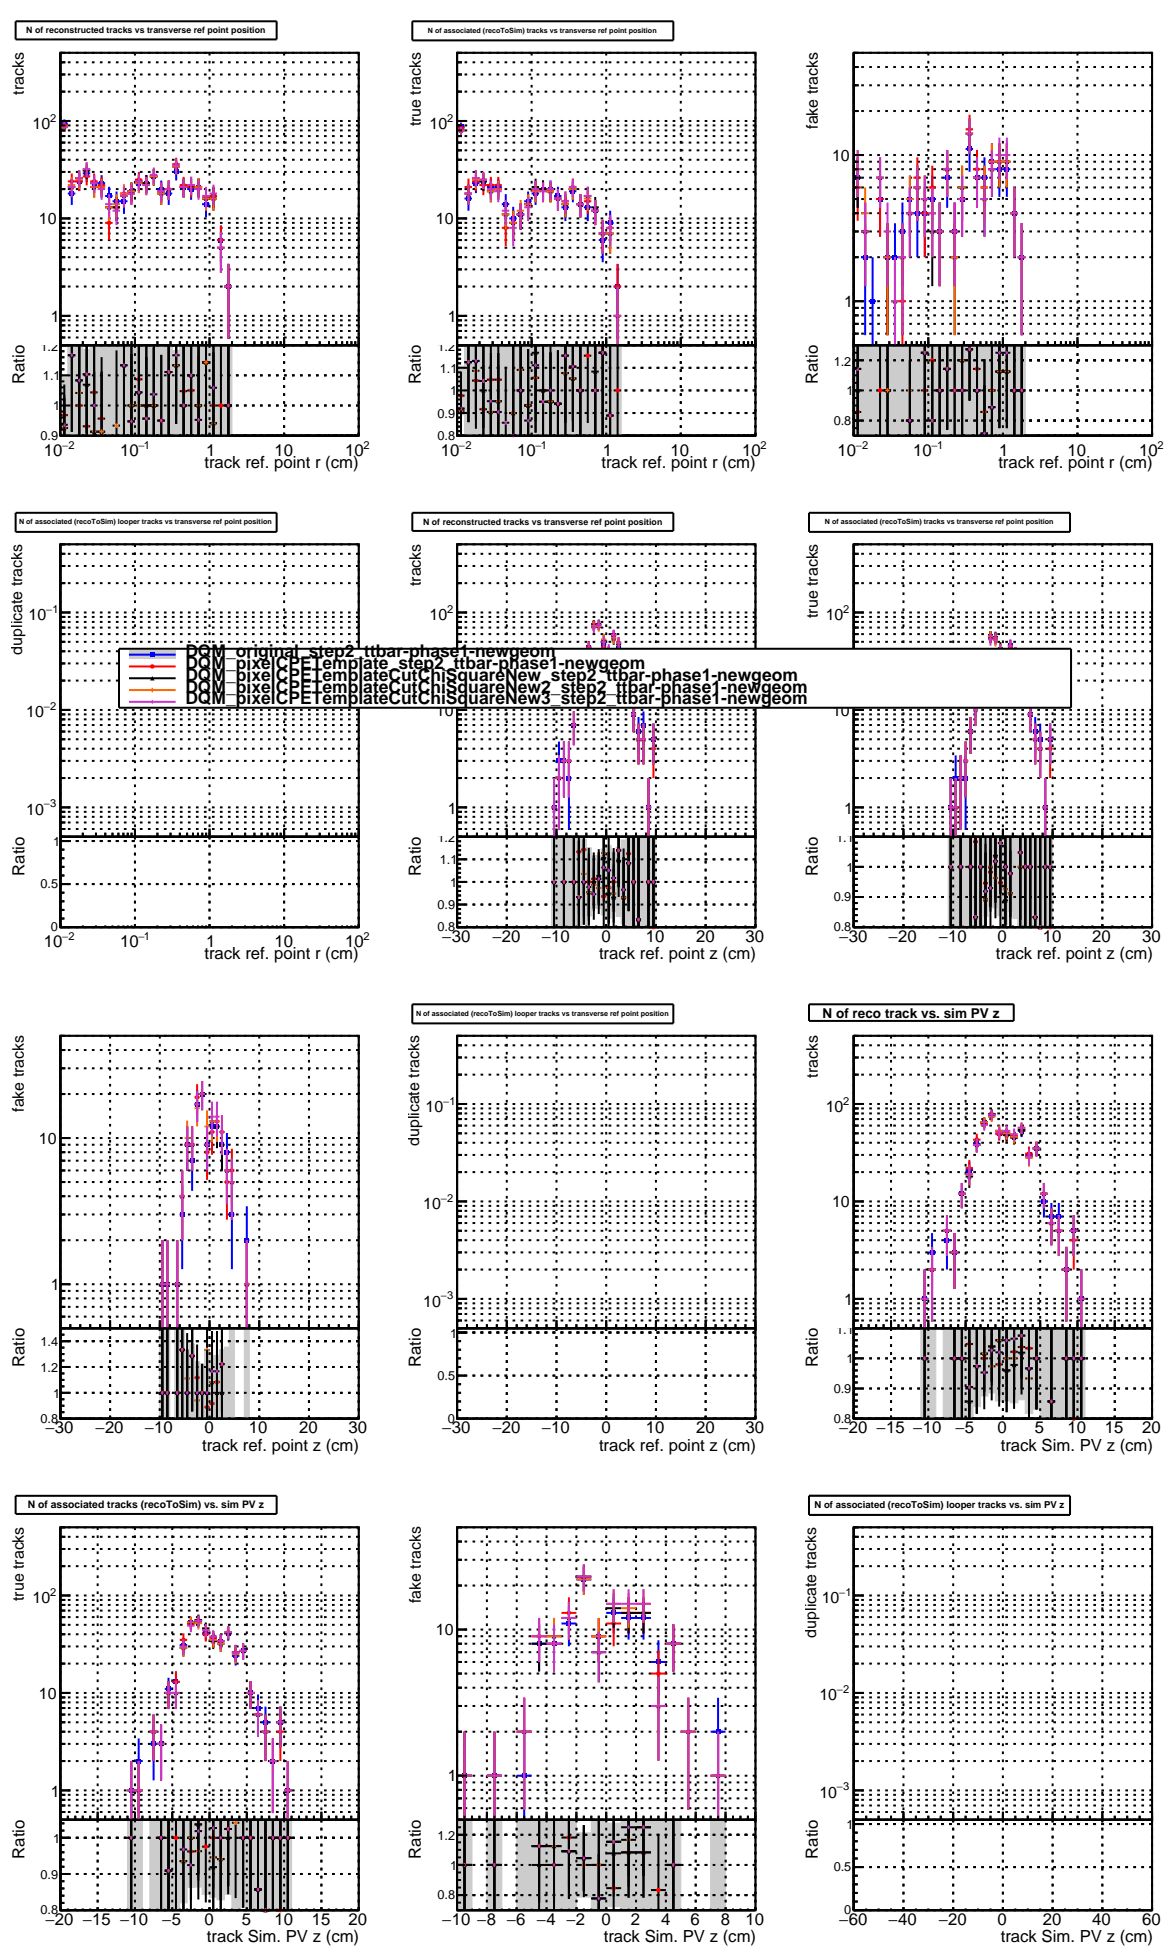 N of reconstructed tracks vs transverse ref point position
N of associated (recoToSim) tracks vs transverse ref point position
tracks
true tracks
fake tracks
10²
10
1
10²
10
1
10
1
Ratio
1.2
1.1
1
0.9
Ratio
1.2
1.1
1
0.9
0.8
Ratio
1.2
1
0.8
10⁻² 10⁻¹ 1 10 10²
10⁻² 10⁻¹ 1 10 10²
10⁻² 10⁻¹ 1 10 10²
track ref. point r (cm)
track ref. point r (cm)
track ref. point r (cm)
N of associated (recoToSim) looper tracks vs transverse ref point position
N of reconstructed tracks vs transverse ref point position
N of associated (recoToSim) tracks vs transverse ref point position
duplicate tracks
tracks
true tracks
10⁻¹
10⁻²
10⁻³
10²
10
1
10²
10
1
DQM_original_step2_ttbar-phase1-newgeom
DQM_pixelCPETemplate_step2_ttbar-phase1-newgeom
DQM_pixelCPETemplateCutChiSquareNew_step2_ttbar-phase1-newgeom
DQM_pixelCPETemplateCutChiSquareNew2_step2_ttbar-phase1-newgeom
DQM_pixelCPETemplateCutChiSquareNew3_step2_ttbar-phase1-newgeom
Ratio
1
0.5
0
Ratio
1.2
1.1
1
0.9
0.8
Ratio
1.1
1
0.9
0.8
10⁻² 10⁻¹ 1 10 10²
−30 −20 −10 0 10 20 30
−30 −20 −10 0 10 20 30
track ref. point r (cm)
track ref. point z (cm)
track ref. point z (cm)
N of associated (recoToSim) looper tracks vs transverse ref point position
N of reco track vs. sim PV z
fake tracks
duplicate tracks
tracks
10
1
10⁻¹
10⁻²
10⁻³
10²
10
1
Ratio
1.4
1.2
1
0.8
Ratio
1
0.5
0
Ratio
1.1
1
0.9
0.8
−30 −20 −10 0 10 20 30
−30 −20 −10 0 10 20 30
−20 −15 −10 −5 0 5 10 15 20
track ref. point z (cm)
track ref. point z (cm)
track Sim. PV z (cm)
N of associated tracks (recoToSim) vs. sim PV z
N of associated (recoToSim) looper tracks vs. sim PV z
true tracks
fake tracks
duplicate tracks
10²
10
1
10
1
10⁻¹
10⁻²
10⁻³
Ratio
1
0.9
0.8
Ratio
1.2
1
0.8
Ratio
1
0.5
0
−20 −15 −10 −5 0 5 10 15 20
−10 −8 −6 −4 −2 0 2 4 6 8 10
−60 −40 −20 0 20 40 60
track Sim. PV z (cm)
track Sim. PV z (cm)
track Sim. PV z (cm)